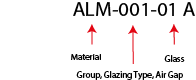 ALM-001-01 A
Material
Glass
Group, Glazing Type, Air Gap